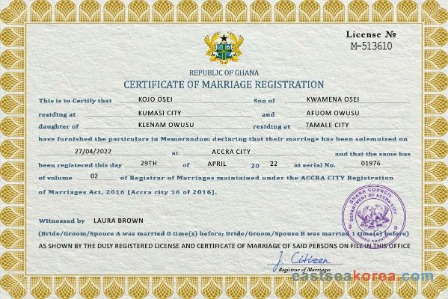 License №
M-513610
REPUBLIC OF GHANA
CERTIFICATE OF MARRIAGE REGISTRATION
This is to Certify that KOJO OSEI Son of KWAMENA OSEI
residing at KUMASI CITY and AFUOM OWUSU
daughter of KLENAM OWUSU residing at TAMALE CITY
have furnished the particulars in Memorandum declaring that their marriage has been solemnized on
27/04/2022 at ACCRA CITY and that the same has
been registered this day 29TH of APRIL 20 22 at serial No. 01976
of volume 02 of Registrar of Marriages maintained under the ACCRA CITY Registration
of Marriages Act, 2016 (Accra city 16 of 2016).
Witnessed by LAURA BROWN
(Bride/Groom/Spouse A was married 0 time(s) before; Bride/Groom/Spouse B was married 1 time(s) before)
AS SHOWN BY THE DULY REGISTERED LICENSE AND CERTIFICATE OF MARRIAGE OF SAID PERSONS ON FILE IN THIS OFFICE
J. Citizen
Registrar of Marriages
eastseakorea.com